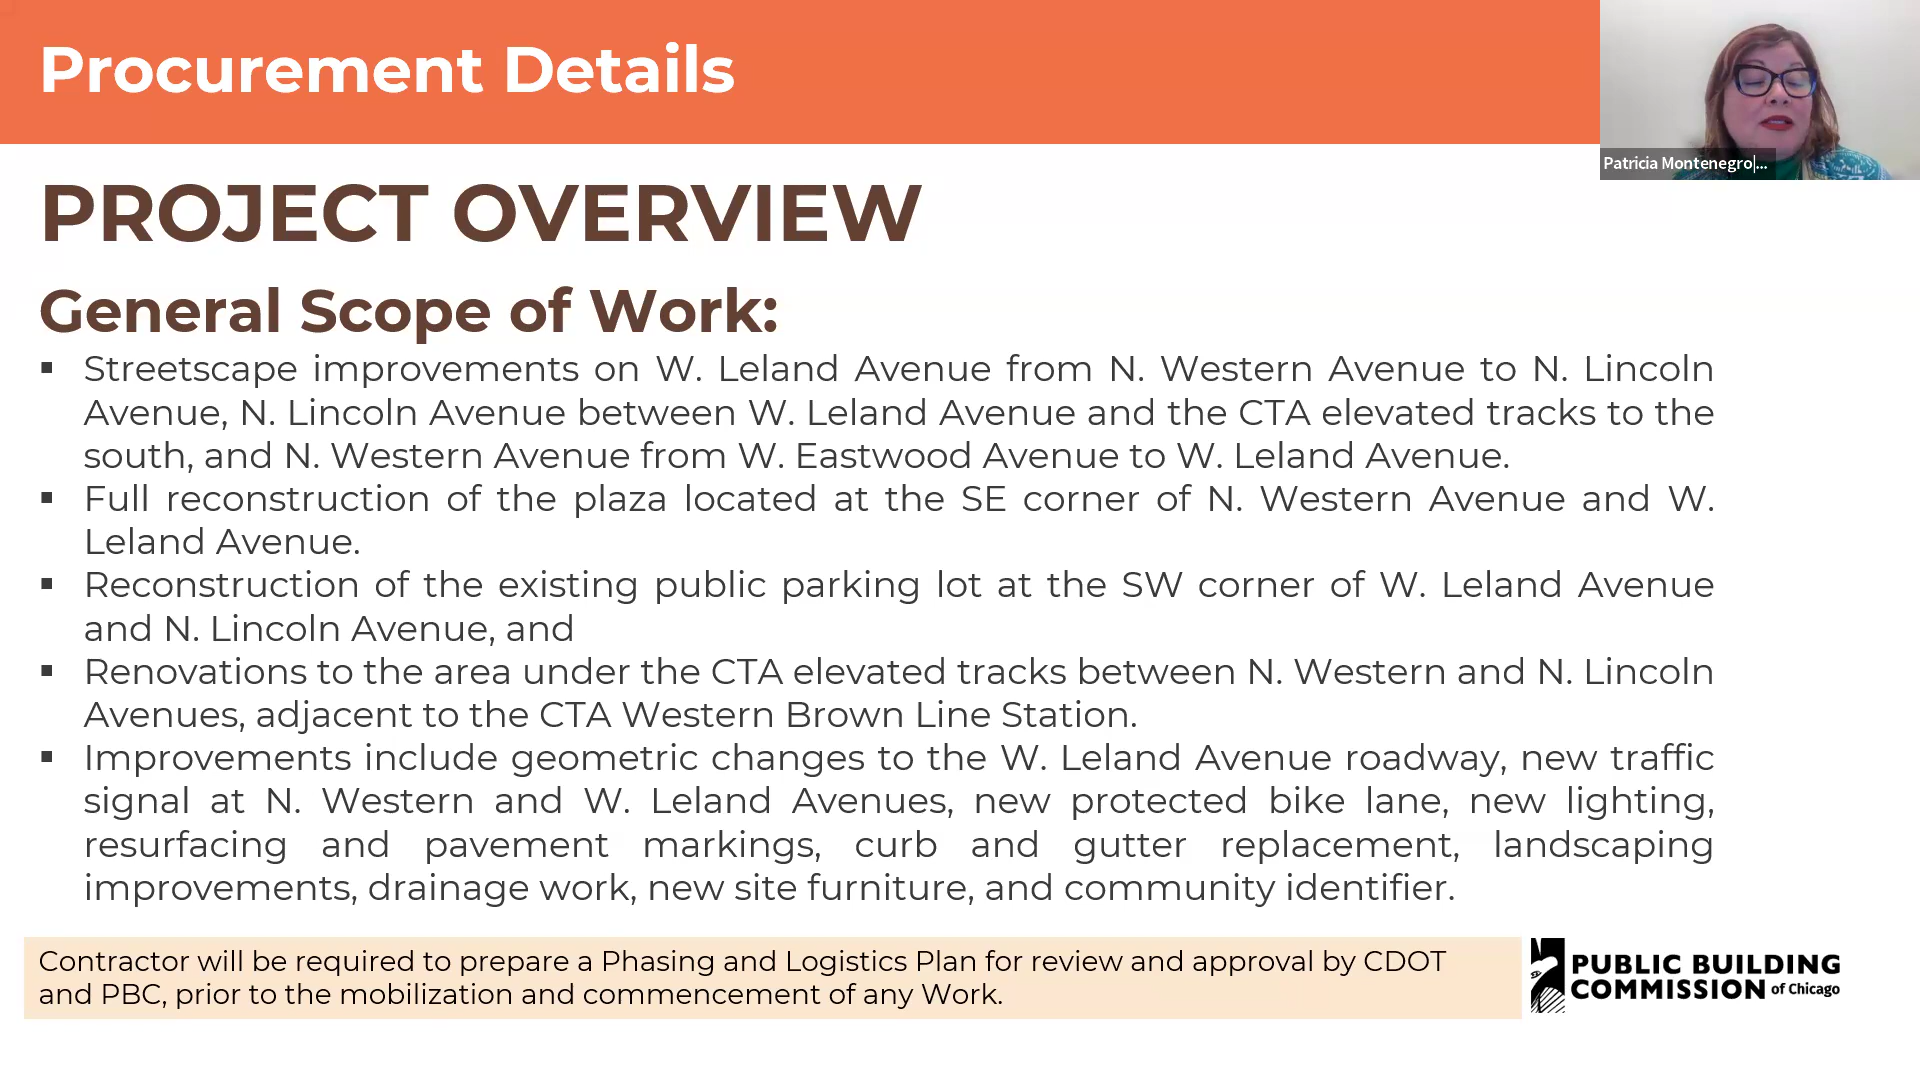 Procurement Details
Patricia Montenegro|...
PROJECT OVERVIEW
General Scope of Work:
▪ Streetscape improvements on W. Leland Avenue from N. Western Avenue to N. Lincoln
Avenue, N. Lincoln Avenue between W. Leland Avenue and the CTA elevated tracks to the
south, and N. Western Avenue from W. Eastwood Avenue to W. Leland Avenue.
▪ Full reconstruction of the plaza located at the SE corner of N. Western Avenue and W.
Leland Avenue.
▪ Reconstruction of the existing public parking lot at the SW corner of W. Leland Avenue
and N. Lincoln Avenue, and
▪ Renovations to the area under the CTA elevated tracks between N. Western and N. Lincoln
Avenues, adjacent to the CTA Western Brown Line Station.
▪ Improvements include geometric changes to the W. Leland Avenue roadway, new traffic
signal at N. Western and W. Leland Avenues, new protected bike lane, new lighting,
resurfacing and pavement markings, curb and gutter replacement, landscaping
improvements, drainage work, new site furniture, and community identifier.
Contractor will be required to prepare a Phasing and Logistics Plan for review and approval by CDOT
and PBC, prior to the mobilization and commencement of any Work.
PUBLIC BUILDING
COMMISSION of Chicago